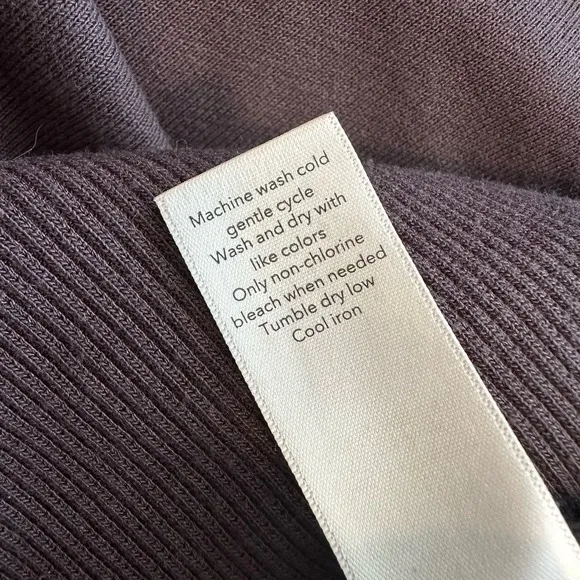 Machine wash cold
gentle cycle
Wash and dry with
like colors
Only non-chlorine
bleach when needed
Tumble dry low
Cool iron